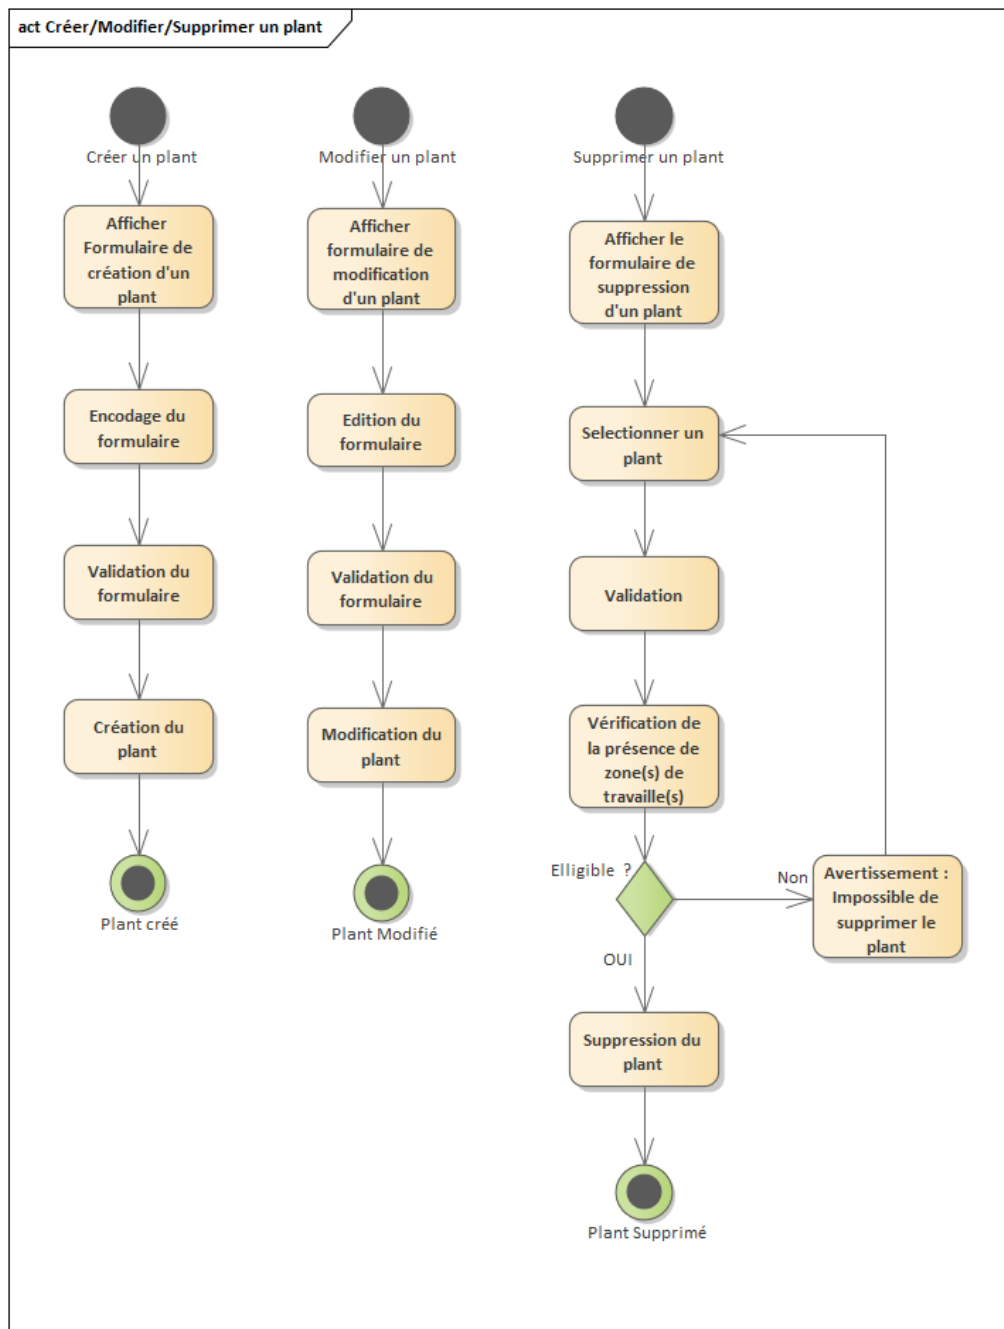 act Créer/Modifier/Supprimer un plant
Créer un plant
Afficher
Formulaire de
création d'un
plant
Encodage du
formulaire
Validation du
formulaire
Création du
plant
Plant créé
Modifier un plant
Afficher
formulaire de
modification
d'un plant
Edition du
formulaire
Validation du
formulaire
Modification du
plant
Plant Modifié
Supprimer un plant
Afficher le
formulaire de
suppression
d'un plant
Selectionner un
plant
Validation
Vérification de
la présence de
zone(s) de
travaille(s)
Elligible ?
Non
Avertissement :
Impossible de
supprimer le
plant
OUI
Suppression du
plant
Plant Supprimé